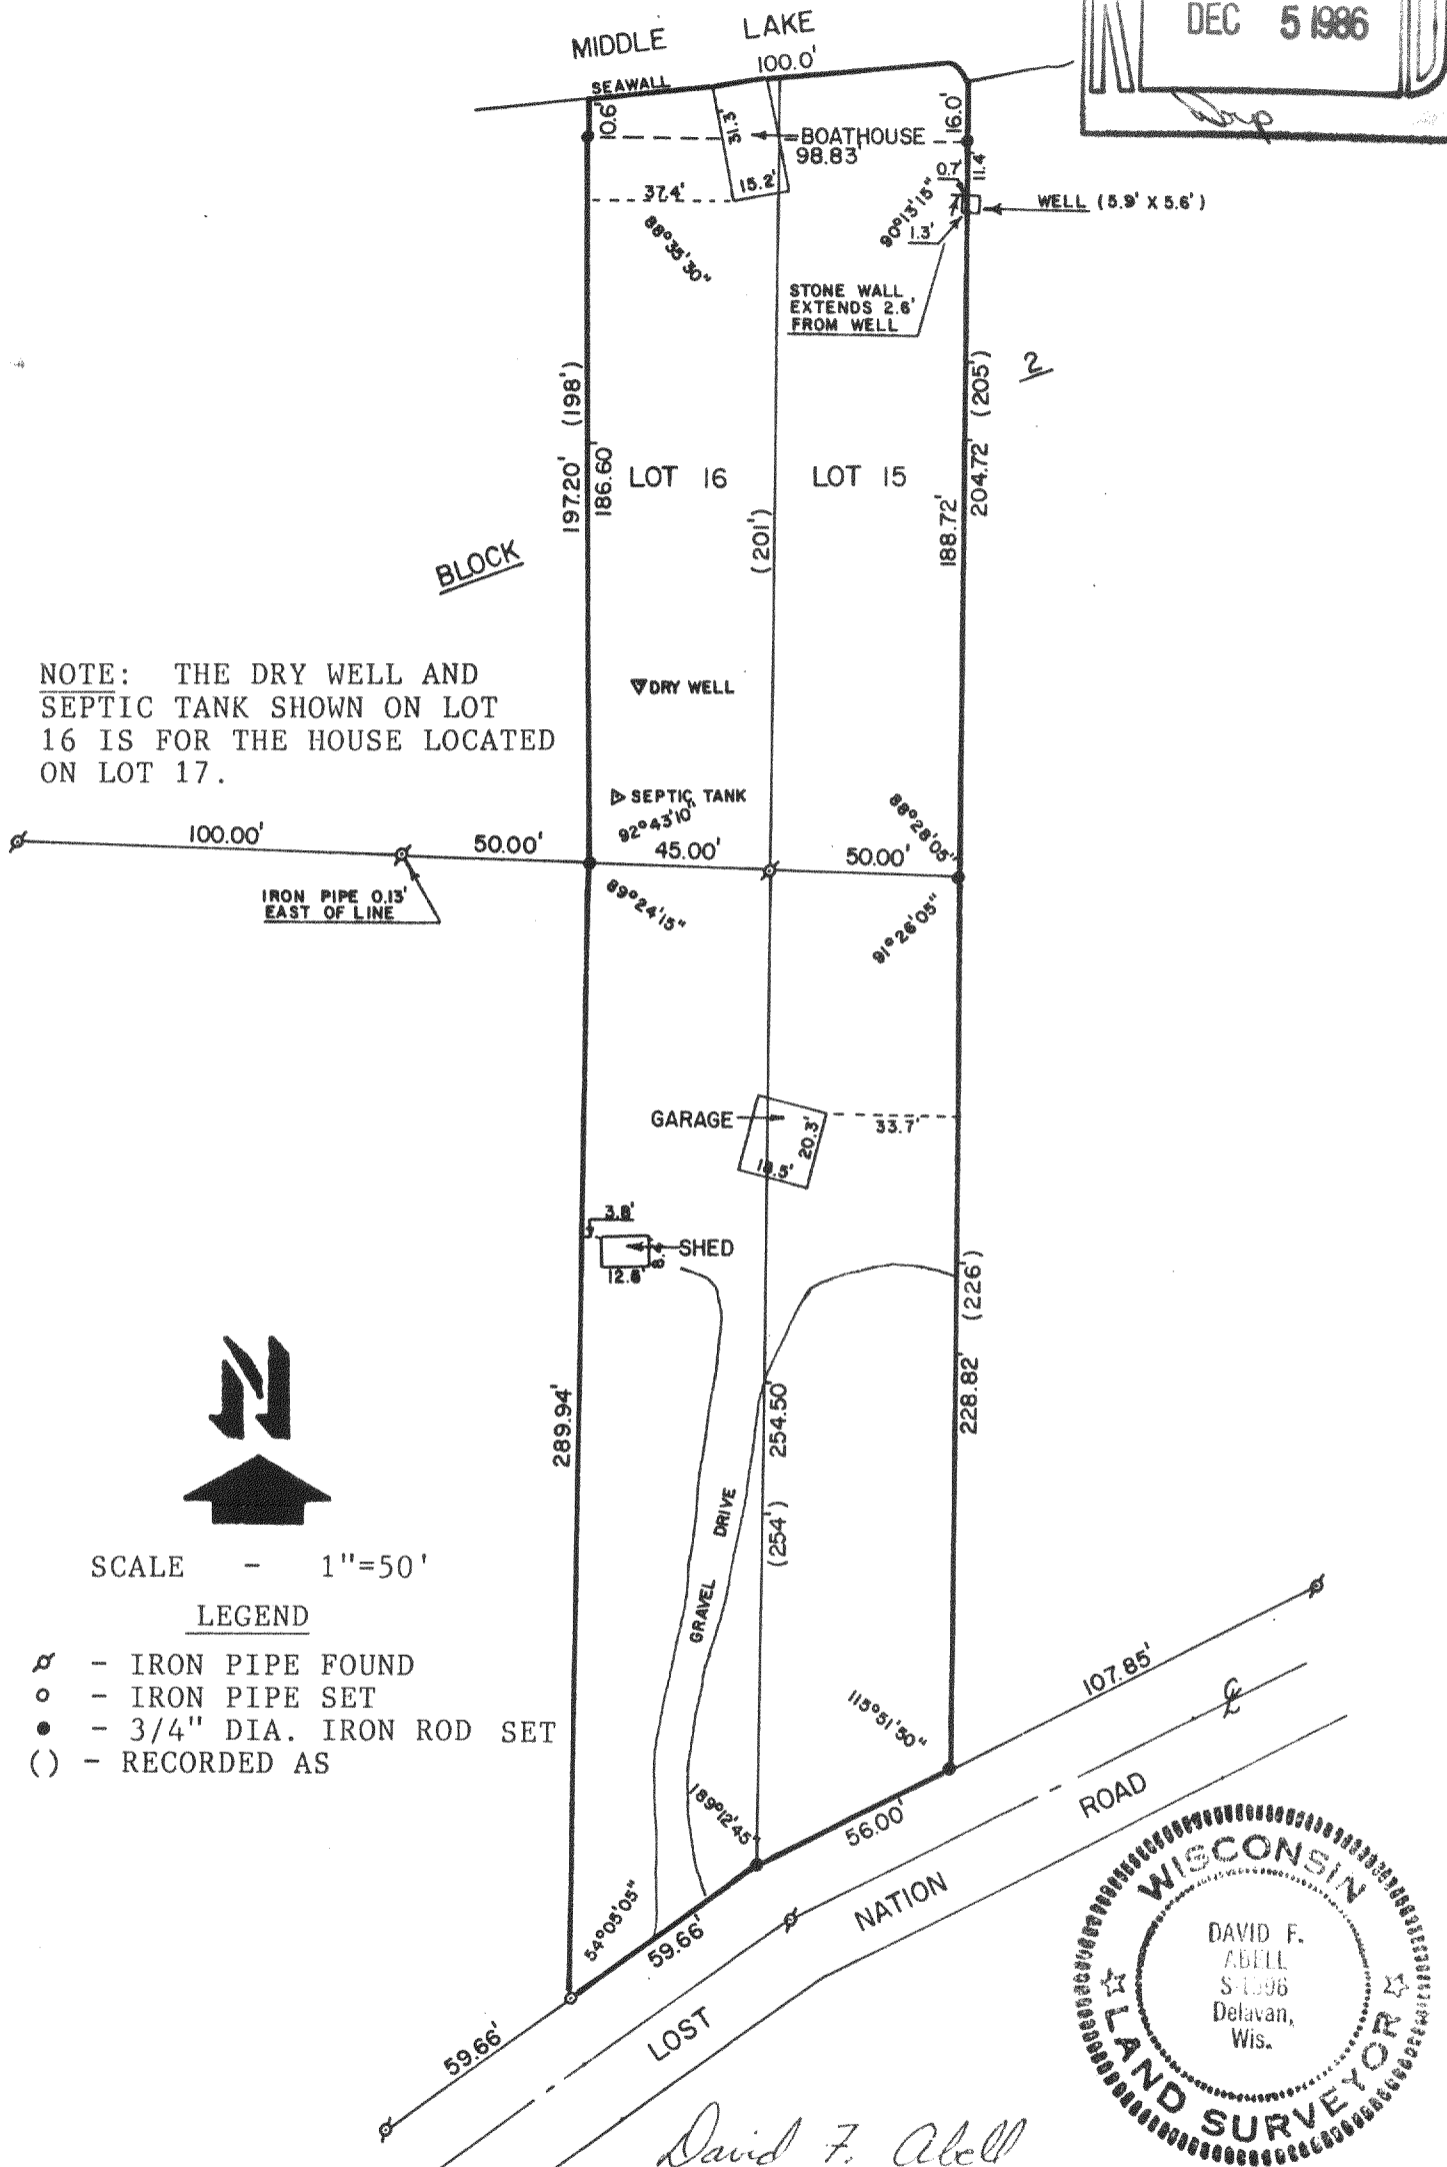 DEC 5 1986
MIDDLE LAKE
100.0'
SEAWALL
10.6'
31.3'
BOATHOUSE
98.83'
16.0'
11.4'
0.7'
15.2'
37.4'
WELL (5.9' X 5.6')
90°13'15"
1.3'
88°35'30"
STONE WALL
EXTENDS 2.6'
FROM WELL
2
(198')
(205')
197.20'
186.60'
LOT 16
LOT 15
188.72'
204.72'
(201')
BLOCK
NOTE: THE DRY WELL AND
SEPTIC TANK SHOWN ON LOT
16 IS FOR THE HOUSE LOCATED
ON LOT 17.
DRY WELL
SEPTIC TANK
92°43'10"
88°28'05"
100.00'
50.00'
45.00'
50.00'
IRON PIPE 0.13'
EAST OF LINE
89°24'15"
91°26'05"
GARAGE
20.3'
18.5'
33.7'
3.8'
SHED
12.6'
(226')
228.82'
289.94'
254.50'
(254')
GRAVEL DRIVE
N
SCALE - 1"=50'
LEGEND
- IRON PIPE FOUND
- IRON PIPE SET
- 3/4" DIA. IRON ROD SET
() - RECORDED AS
107.85'
115°51'50"
189°12'45"
56.00'
54°05'05"
59.66'
59.66'
LOST NATION ROAD
CL
WISCONSIN
DAVID F.
ABELL
Delavan,
Wis.
LAND SURVEYOR
David F. Abell